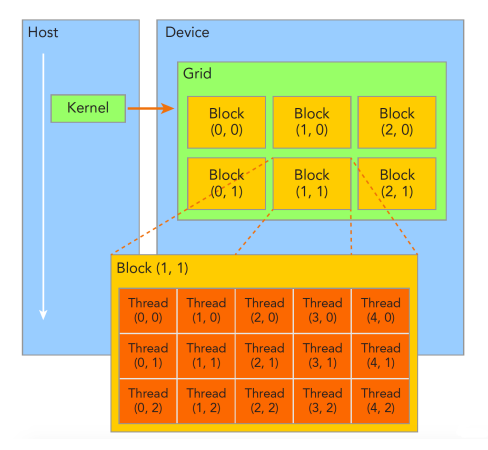 Host
Device
Grid
Kernel
Block
(0, 0)
Block
(1, 0)
Block
(2, 0)
Block
(0, 1)
Block
(1, 1)
Block
(2, 1)
Block (1, 1)
Thread
(0, 0)
Thread
(1, 0)
Thread
(2, 0)
Thread
(3, 0)
Thread
(4, 0)
Thread
(0, 1)
Thread
(1, 1)
Thread
(2, 1)
Thread
(3, 1)
Thread
(4, 1)
Thread
(0, 2)
Thread
(1, 2)
Thread
(2, 2)
Thread
(3, 2)
Thread
(4, 2)